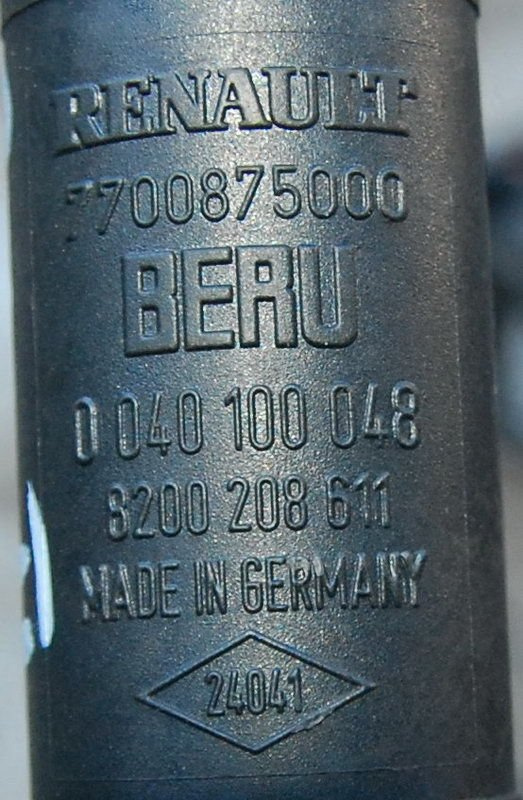 RENAULT
7700875000
BERU
0 040 100 048
8200 208 611
MADE IN GERMANY
24041